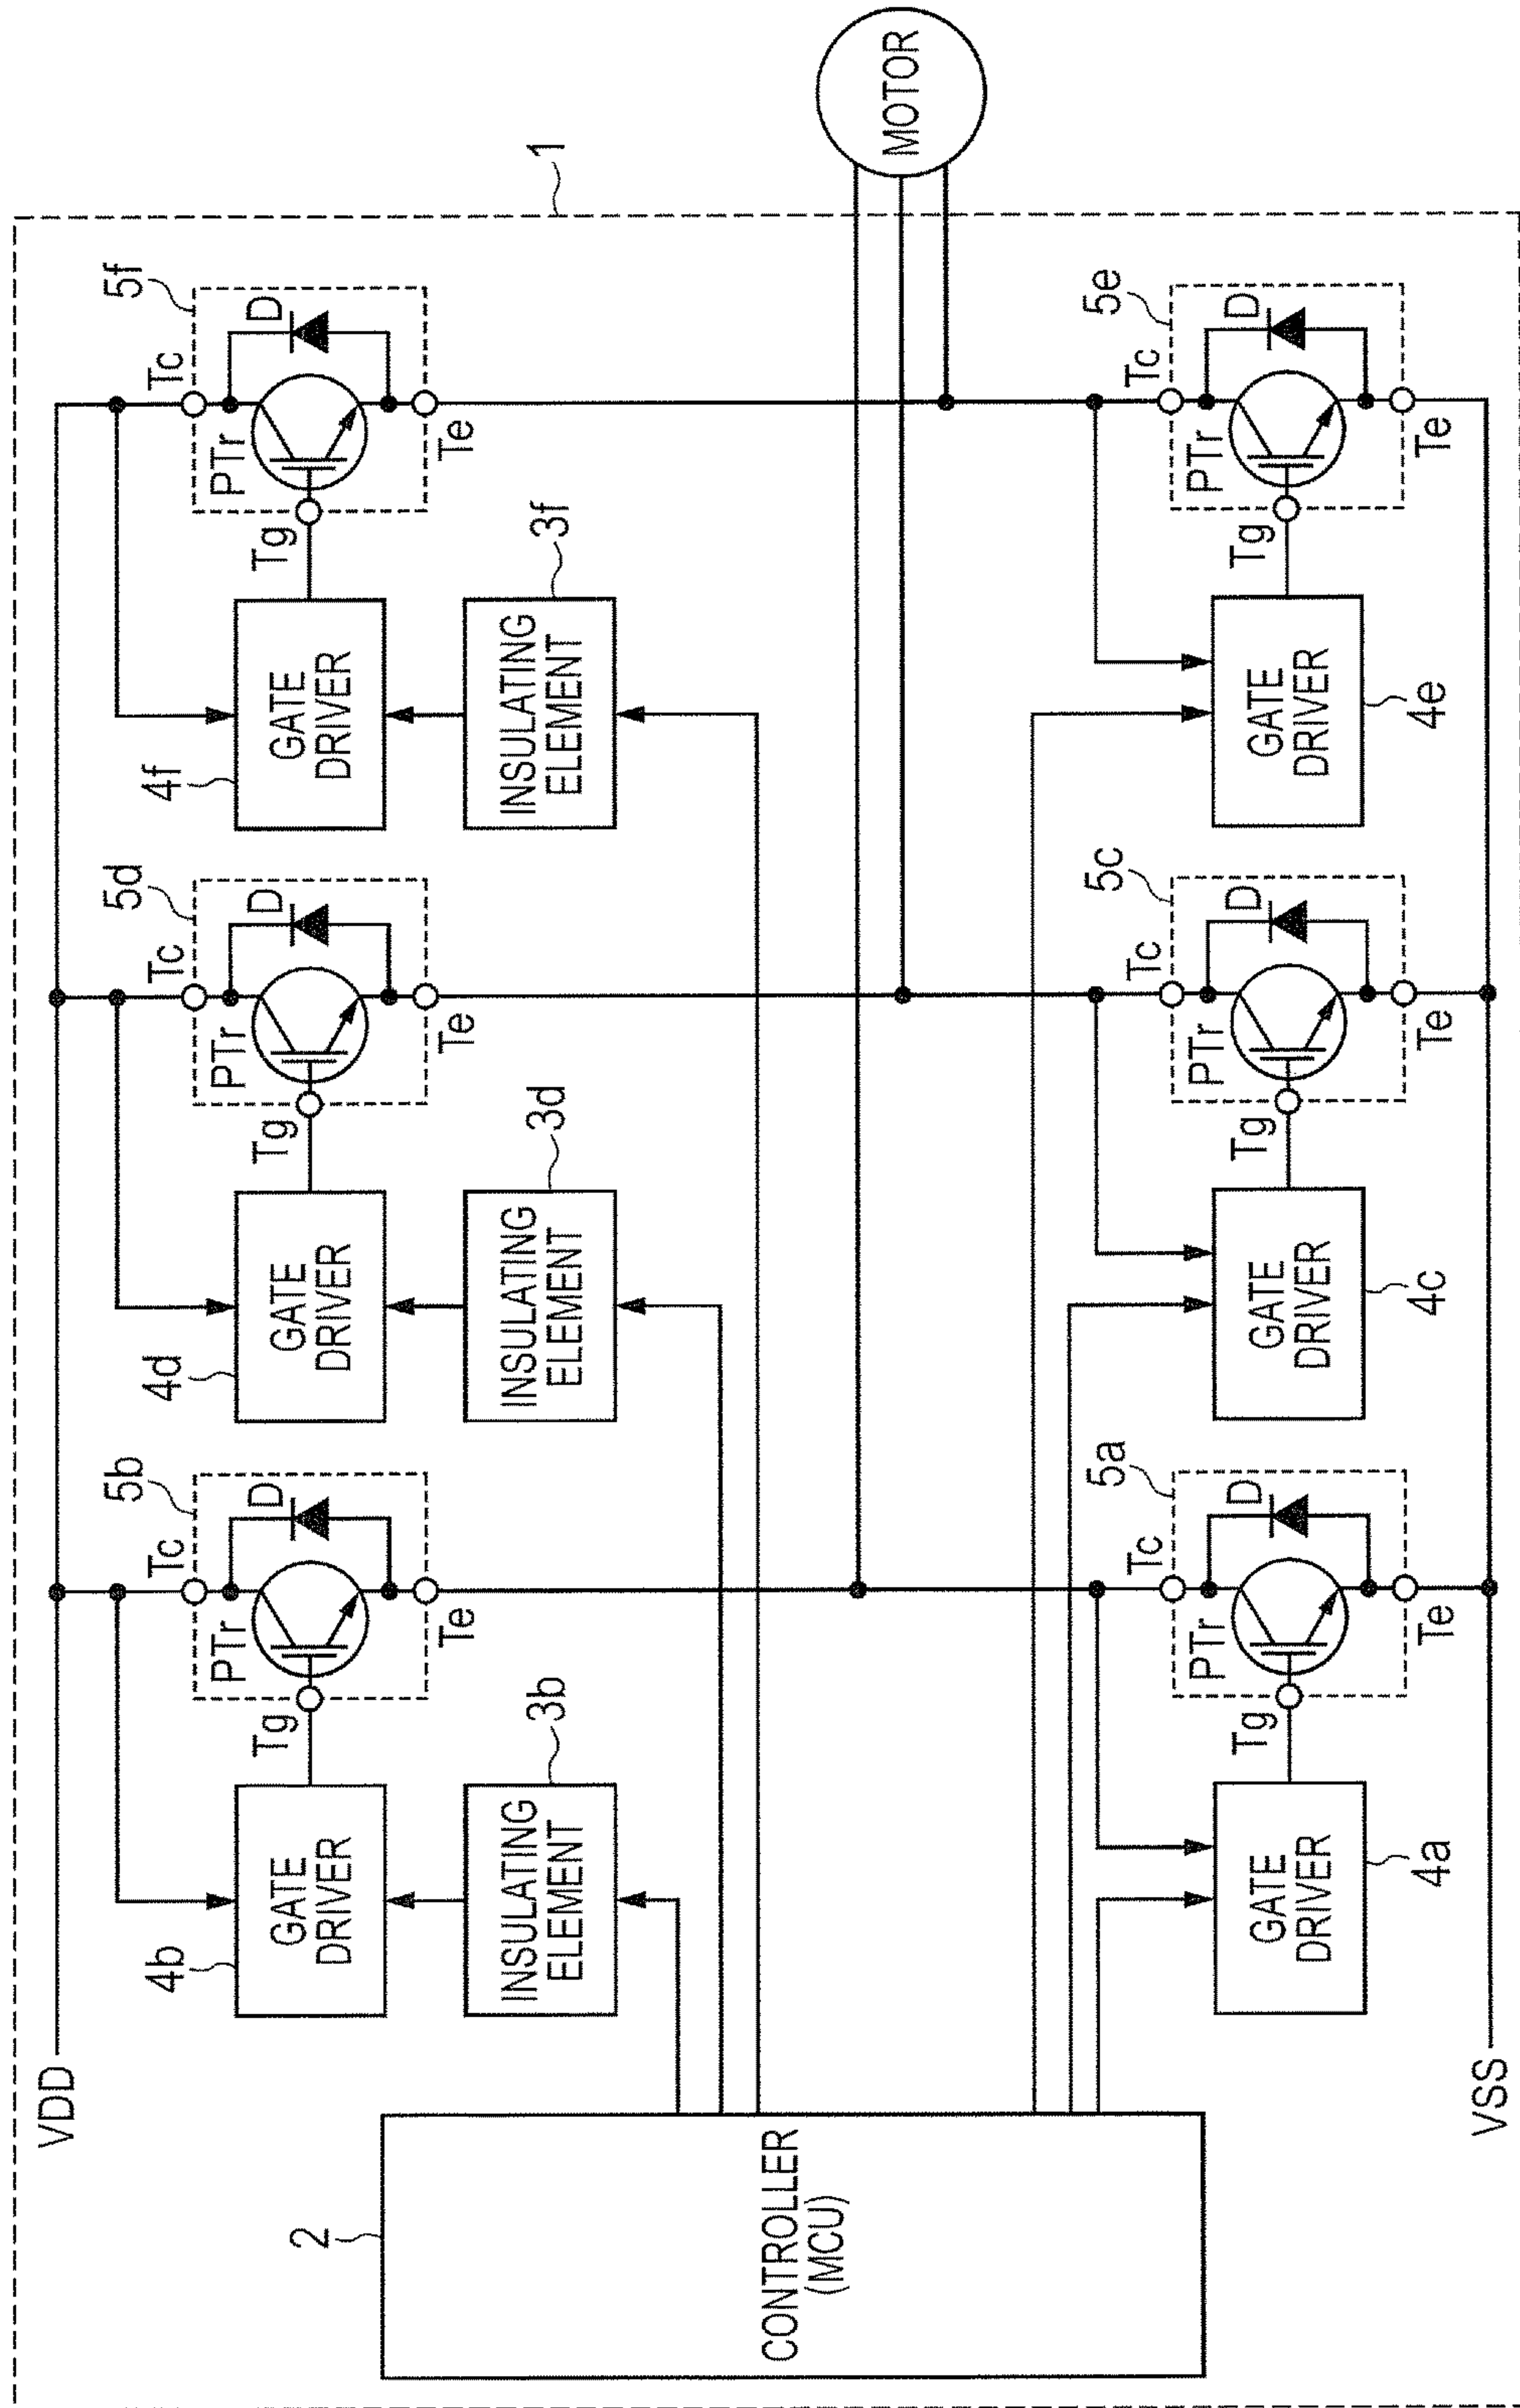 1
VDD
5b
Tc
D
PTr
Tg
Te
4b
GATE
DRIVER
3b
INSULATING
ELEMENT
5d
Tc
D
PTr
Tg
Te
4d
GATE
DRIVER
3d
INSULATING
ELEMENT
5f
Tc
D
PTr
Tg
Te
4f
GATE
DRIVER
3f
INSULATING
ELEMENT
2
CONTROLLER
(MCU)
MOTOR
5a
Tc
D
PTr
Tg
Te
GATE
DRIVER
4a
5c
Tc
D
PTr
Tg
Te
GATE
DRIVER
4c
5e
Tc
D
PTr
Tg
Te
GATE
DRIVER
4e
VSS